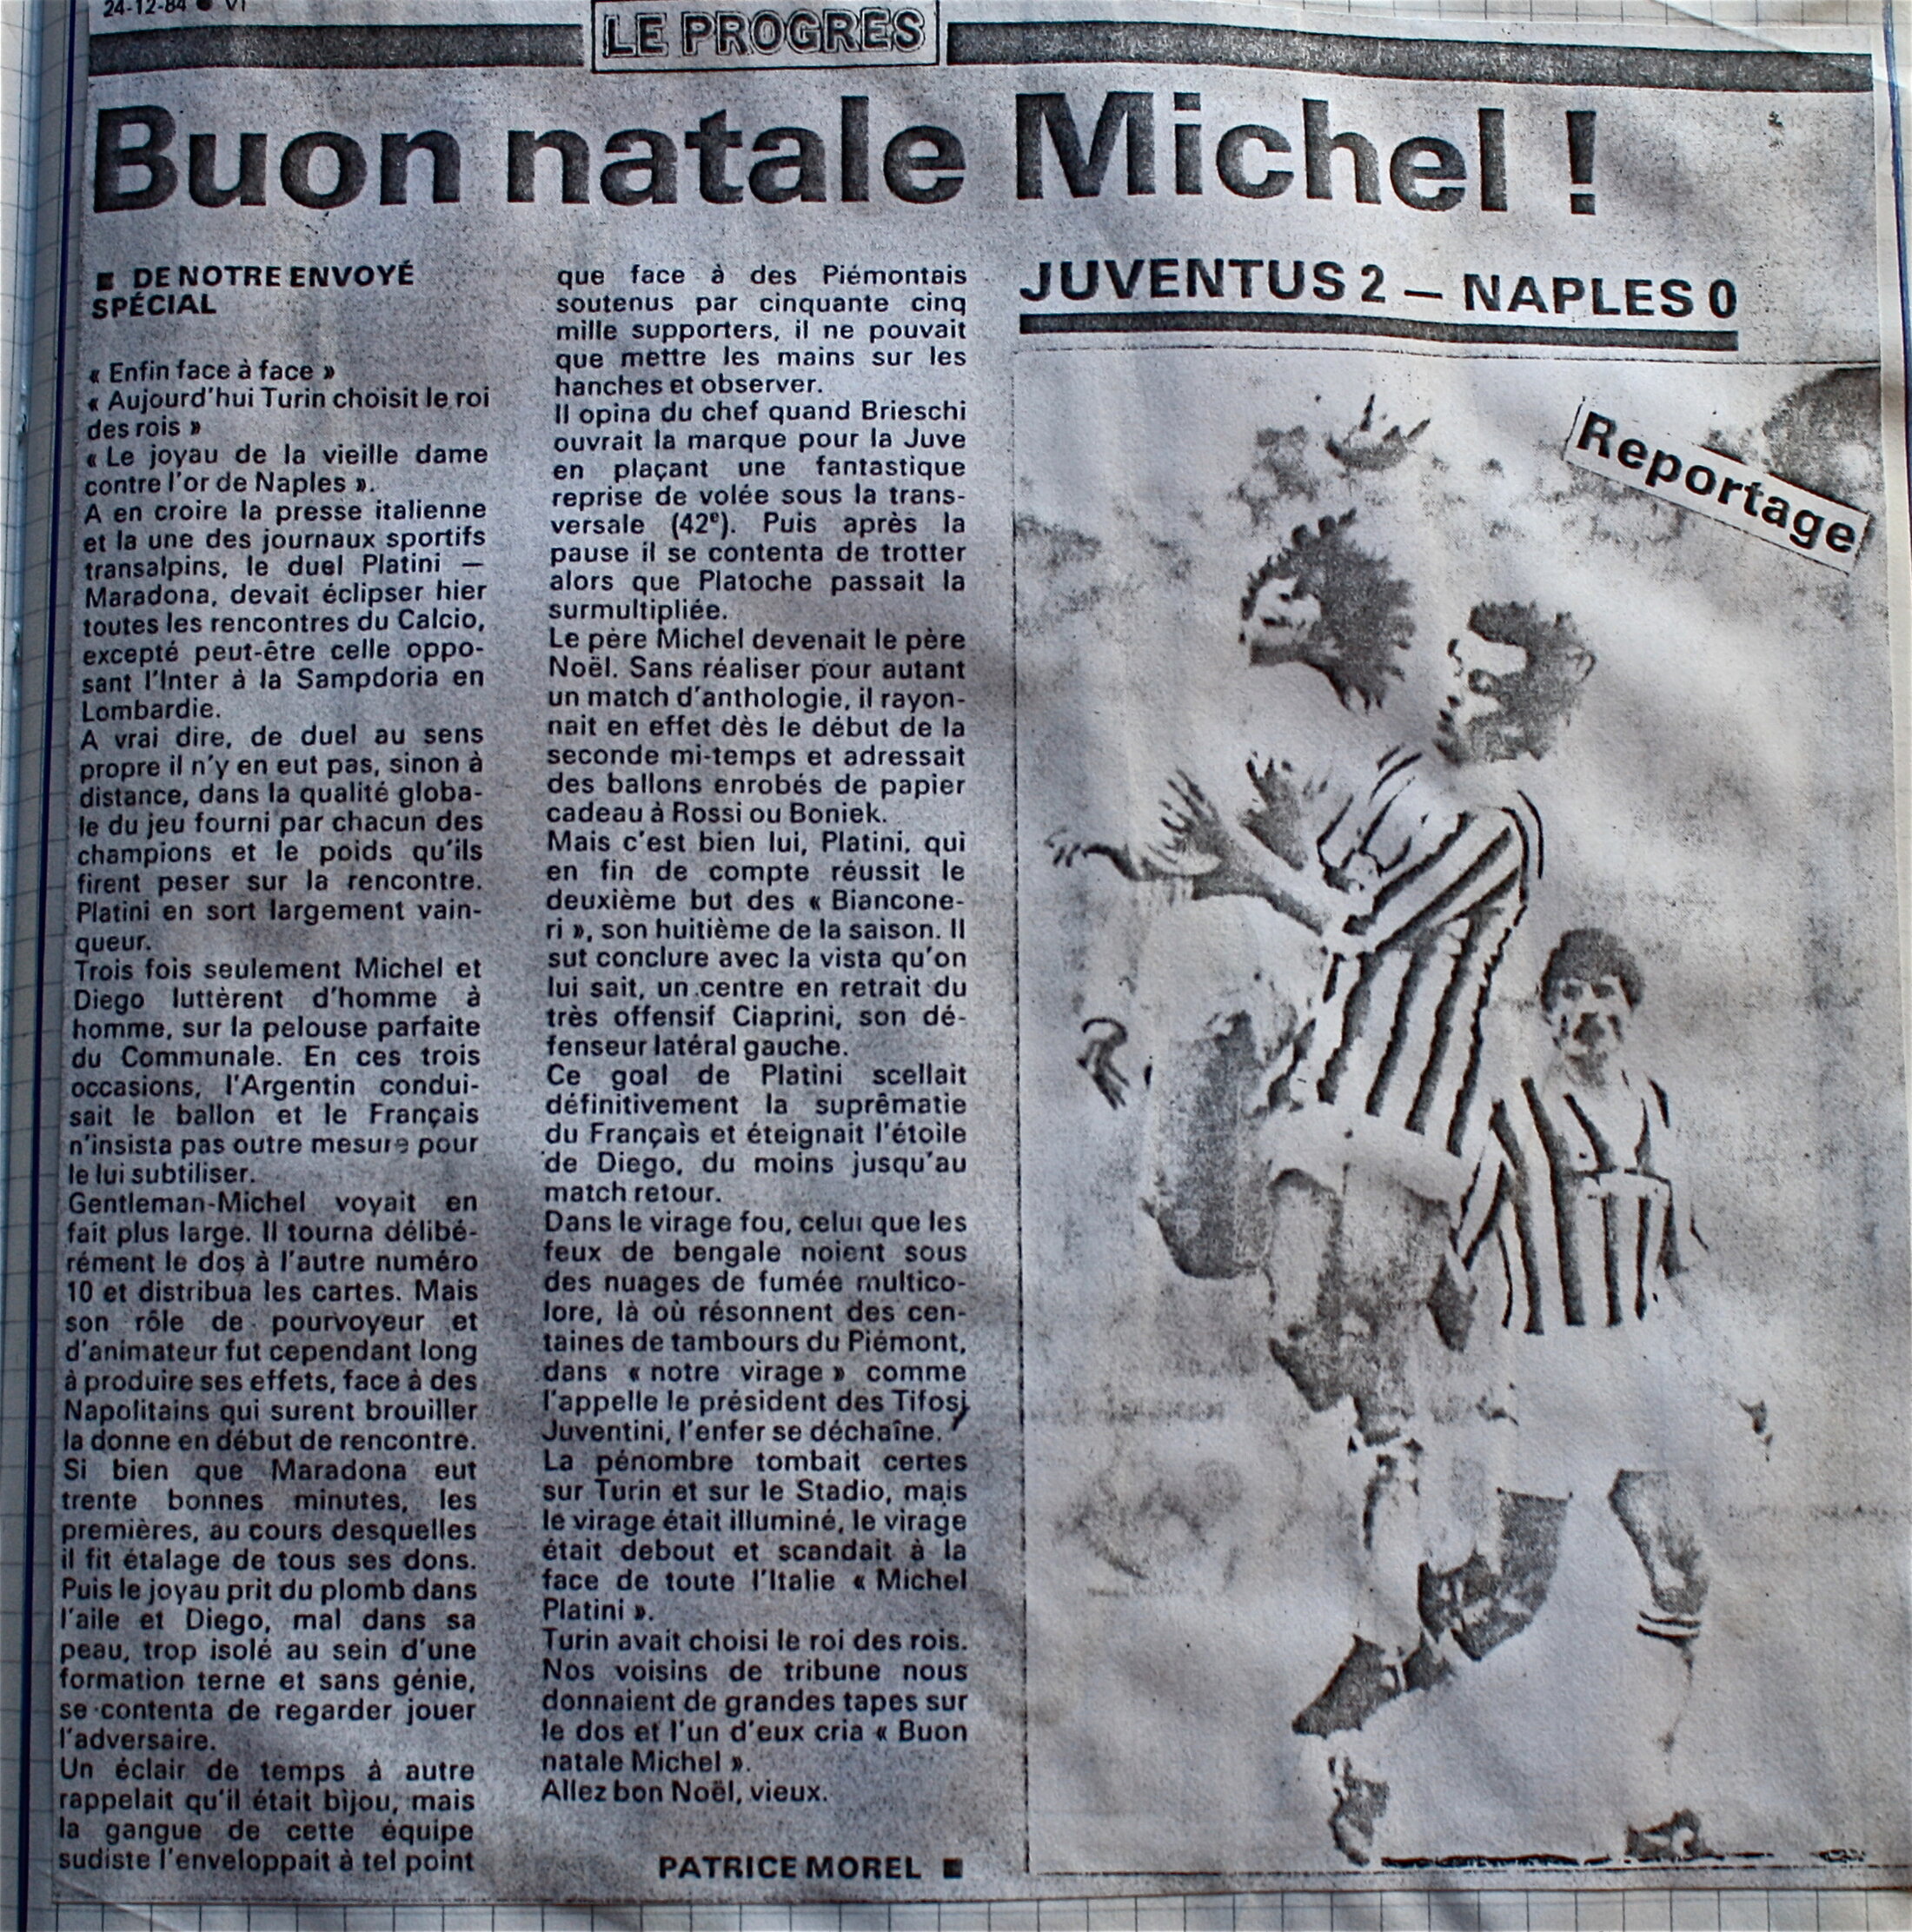 24-12-84 ● VI
LE PROGRES
Buon natale Michel !
■ DE NOTRE ENVOYÉ
SPÉCIAL
« Enfin face à face »
« Aujourd'hui Turin choisit le roi
des rois »
« Le joyau de la vieille dame
contre l'or de Naples ».
A en croire la presse italienne
et la une des journaux sportifs
transalpins, le duel Platini —
Maradona, devait éclipser hier
toutes les rencontres du Calcio,
excepté peut-être celle oppo-
sant l'Inter à la Sampdoria en
Lombardie.
A vrai dire, de duel au sens
propre il n'y en eut pas, sinon à
distance, dans la qualité globa-
le du jeu fourni par chacun des
champions et le poids qu'ils
firent peser sur la rencontre.
Platini en sort largement vain-
queur.
Trois fois seulement Michel et
Diego luttèrent d'homme à
homme, sur la pelouse parfaite
du Communale. En ces trois
occasions, l'Argentin condui-
sait le ballon et le Français
n'insista pas outre mesure pour
le lui subtiliser.
Gentleman-Michel voyait en
fait plus large. Il tourna délibé-
rément le dos à l'autre numéro
10 et distribua les cartes. Mais
son rôle de pourvoyeur et
d'animateur fut cependant long
à produire ses effets, face à des
Napolitains qui surent brouiller
la donne en début de rencontre.
Si bien que Maradona eut
trente bonnes minutes, les
premières, au cours desquelles
il fit étalage de tous ses dons.
Puis le joyau prit du plomb dans
l'aile et Diego, mal dans sa
peau, trop isolé au sein d'une
formation terne et sans génie,
se contenta de regarder jouer
l'adversaire.
Un éclair de temps à autre
rappelait qu'il était bijou, mais
la gangue de cette équipe
sudiste l'enveloppait à tel point
que face à des Piémontais
soutenus par cinquante cinq
mille supporters, il ne pouvait
que mettre les mains sur les
hanches et observer.
Il opina du chef quand Brieschi
ouvrait la marque pour la Juve
en plaçant une fantastique
reprise de volée sous la trans-
versale (42e). Puis après la
pause il se contenta de trotter
alors que Platoche passait la
surmultipliée.
Le père Michel devenait le père
Noël. Sans réaliser pour autant
un match d'anthologie, il rayon-
nait en effet dès le début de la
seconde mi-temps et adressait
des ballons enrobés de papier
cadeau à Rossi ou Boniek.
Mais c'est bien lui, Platini, qui
en fin de compte réussit le
deuxième but des « Biancone-
ri », son huitième de la saison. Il
sut conclure avec la vista qu'on
lui sait, un centre en retrait du
très offensif Ciaprini, son dé-
fenseur latéral gauche.
Ce goal de Platini scellait
définitivement la suprêmatie
du Français et éteignait l'étoile
de Diego, du moins jusqu'au
match retour.
Dans le virage fou, celui que les
feux de bengale noient sous
des nuages de fumée multico-
lore, là où résonnent des cen-
taines de tambours du Piémont,
dans « notre virage » comme
l'appelle le président des Tifosi
Juventini, l'enfer se déchaîne.
La pénombre tombait certes
sur Turin et sur le Stadio, mais
le virage était illuminé, le virage
était debout et scandait à la
face de toute l'Italie « Michel
Platini ».
Turin avait choisi le roi des rois.
Nos voisins de tribune nous
donnaient de grandes tapes sur
le dos et l'un d'eux cria « Buon
natale Michel ».
Allez bon Noël, vieux.
PATRICE MOREL ■
JUVENTUS 2 — NAPLES 0
Reportage